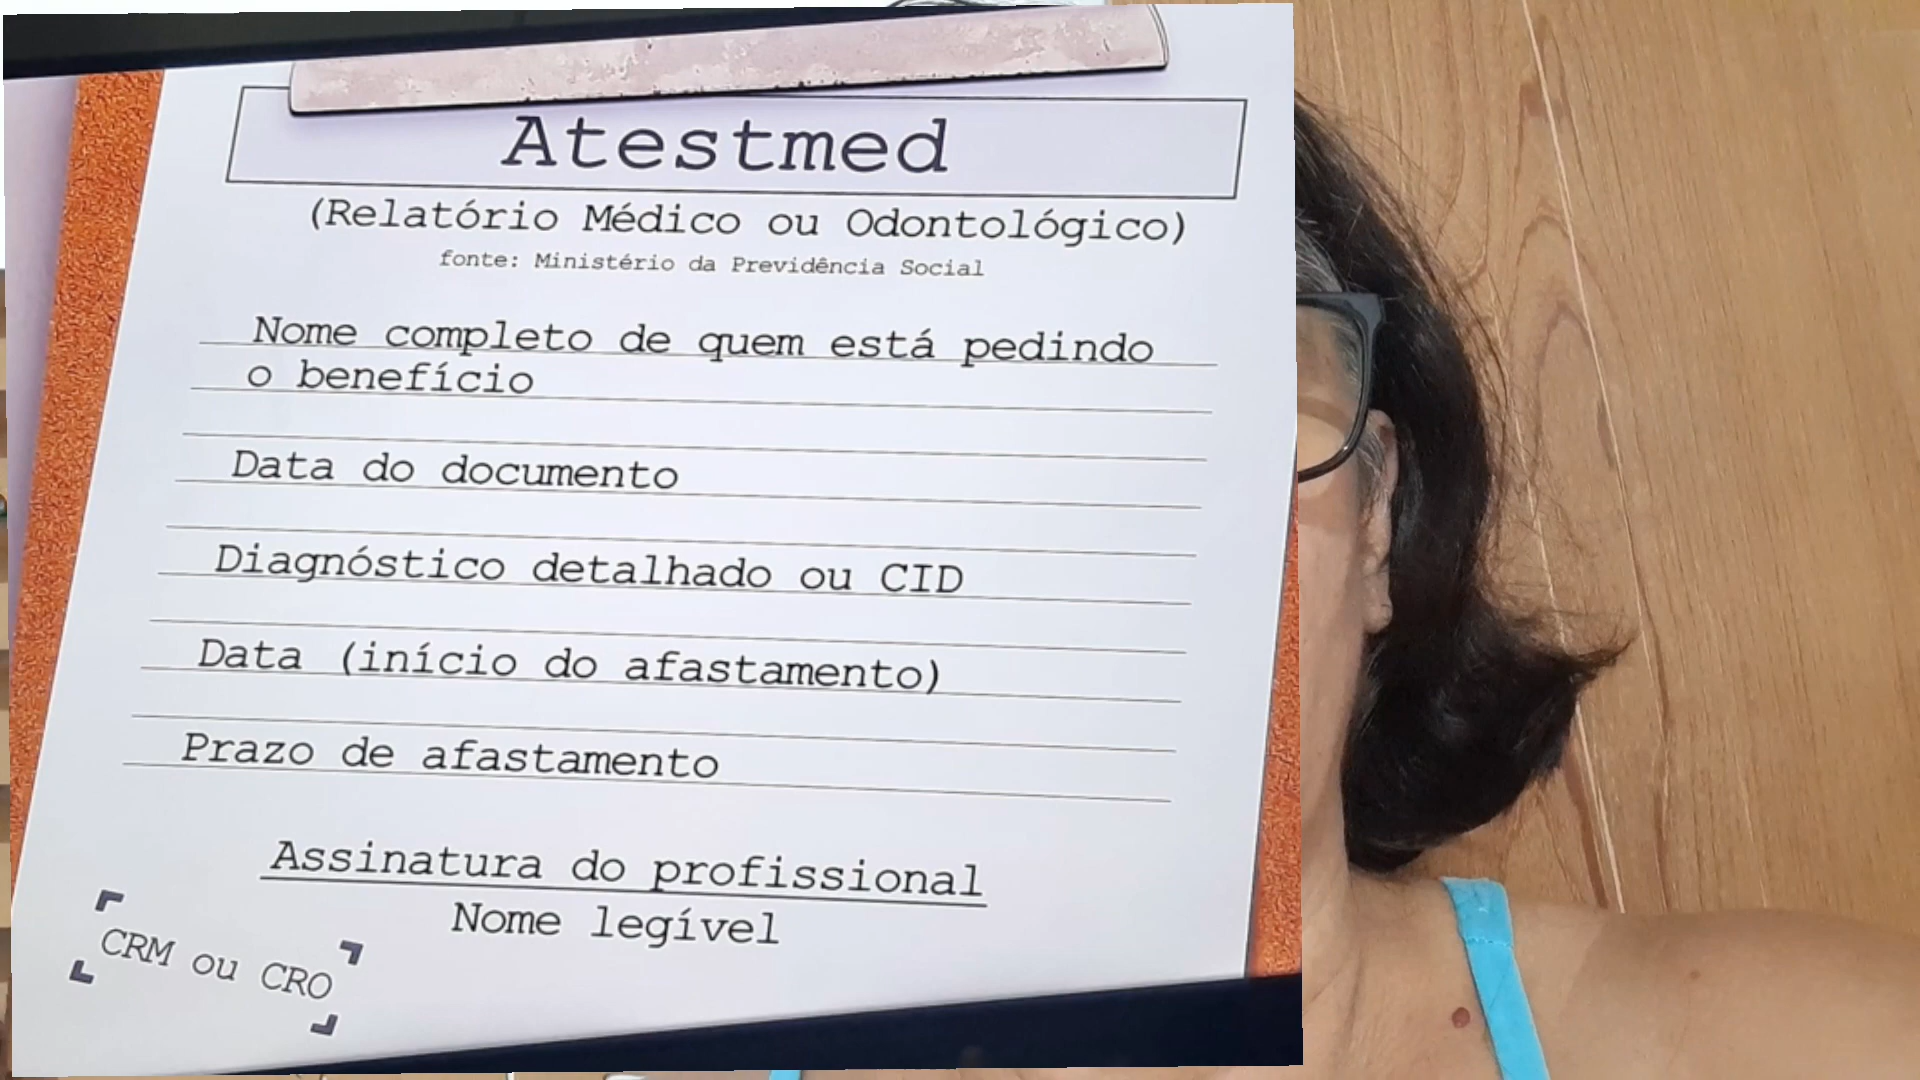 Atestmed
(Relatório Médico ou Odontológico)
fonte: Ministério da Previdência Social
Nome completo de quem está pedindo
o benefício
Data do documento
Diagnóstico detalhado ou CID
Data (início do afastamento)
Prazo de afastamento
Assinatura do profissional
Nome legível
CRM ou CRO